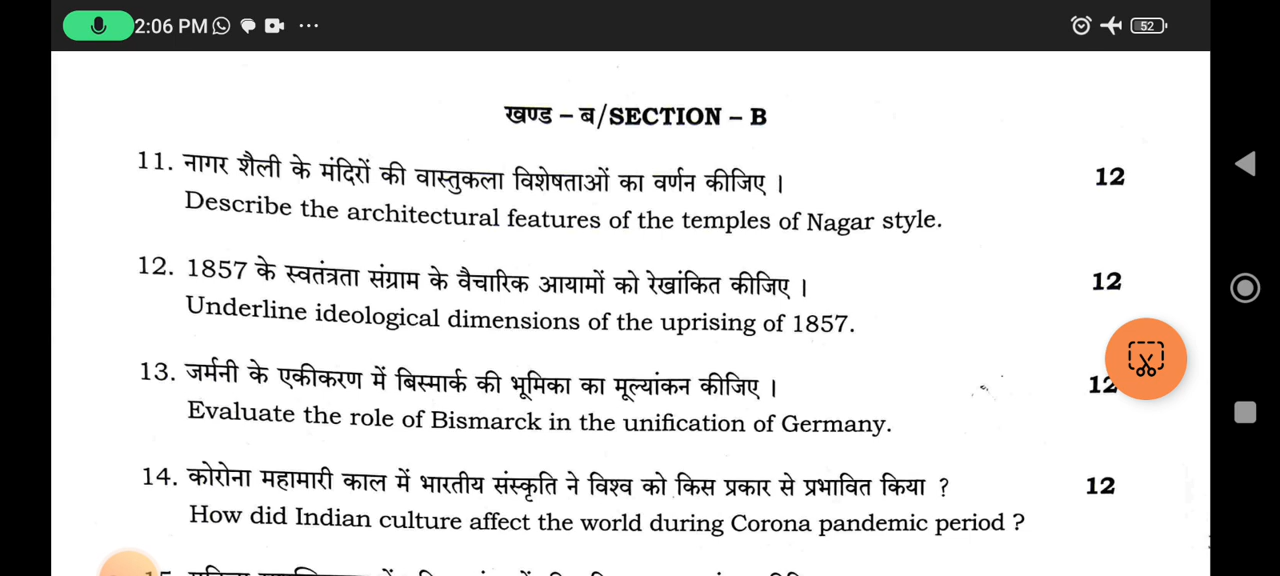 2:06 PM ...
52
खण्ड – ब/SECTION – B
11. नागर शैली के मंदिरों की वास्तुकला विशेषताओं का वर्णन कीजिए । 12
Describe the architectural features of the temples of Nagar style.
12. 1857 के स्वतंत्रता संग्राम के वैचारिक आयामों को रेखांकित कीजिए । 12
Underline ideological dimensions of the uprising of 1857.
13. जर्मनी के एकीकरण में बिस्मार्क की भूमिका का मूल्यांकन कीजिए । 12
Evaluate the role of Bismarck in the unification of Germany.
14. कोरोना महामारी काल में भारतीय संस्कृति ने विश्व को किस प्रकार से प्रभावित किया ? 12
How did Indian culture affect the world during Corona pandemic period ?